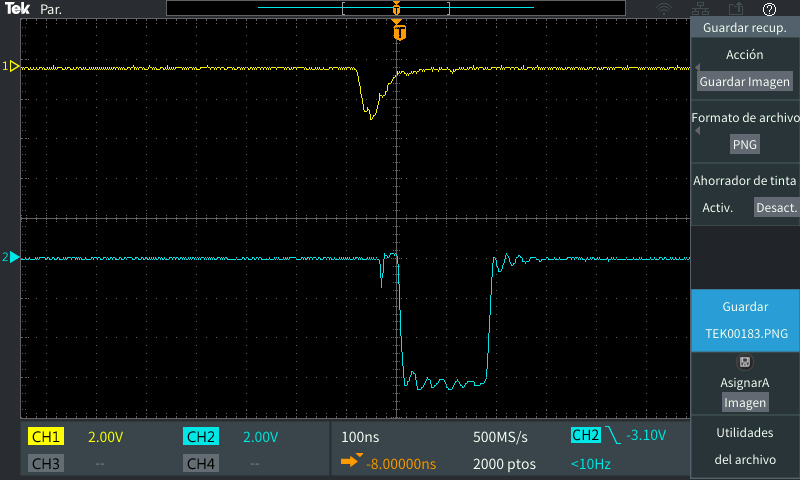 Tek Par.
T
?
T
1
2
Guardar recup.
Acción
Guardar Imagen
Formato de archivo
PNG
Ahorrador de tinta
Activ. Desact.
Guardar
TEK00183.PNG
AsignarA
Imagen
Utilidades
del archivo
CH1 2.00V CH2 2.00V 100ns 500MS/s CH2 -3.10V
CH3 -- CH4 -- -8.00000ns 2000 ptos <10Hz